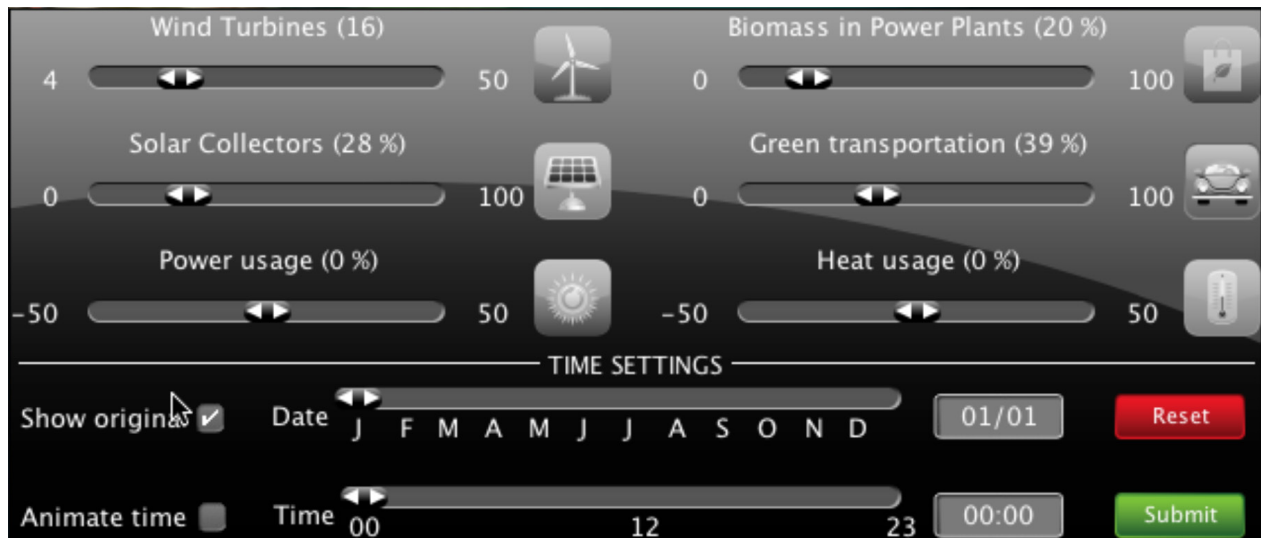 Wind Turbines (16) Biomass in Power Plants (20 %)
4 50 0 100
Solar Collectors (28 %) Green transportation (39 %)
0 100 0 100
Power usage (0 %) Heat usage (0 %)
-50 50 -50 50
TIME SETTINGS
Show original Date 01/01 Reset
J F M A M J J A S O N D
Animate time Time 00:00 Submit
00 12 23